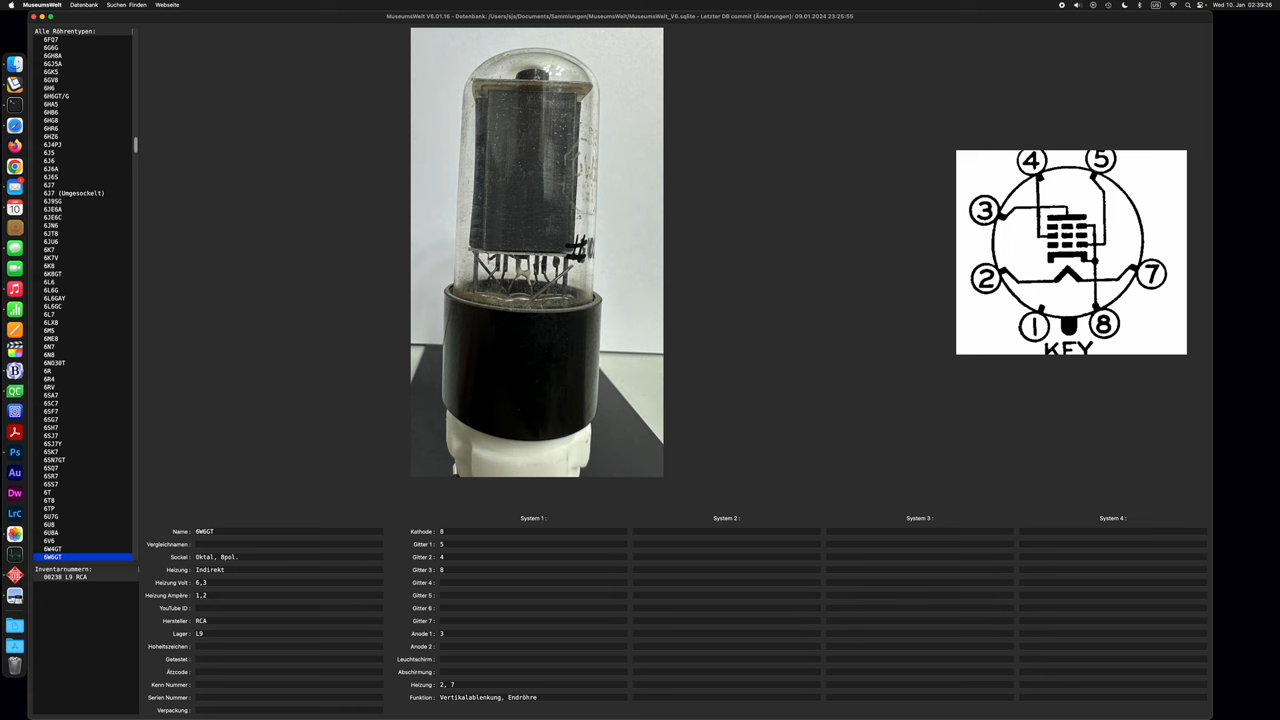 MuseumsWelt Datenbank Suchen Finden Webseite
US
Wed 10. Jan. 02:39:26
MuseumsWelt V6.01.16 - Datenbank: /Users/sjs/Documents/Sammlungen/MuseumsWelt/MuseumsWelt_V6.sqlite - Letzter DB commit (Änderungen): 09.01.2024 23:25:55
Alle Röhrentypen:
6FQ7
6G6G
6GH8A
6GJ5A
6GK5
6GV8
6H6
6H6GT/G
6HA5
6HB6
6HG8
6HR6
6HZ6
6J4PJ
6J5
6J6
6J6A
6J6S
6J7
6J7 (Umgesockelt)
6J9SG
6JE6A
6JE6C
6JN6
6JT8
6JU6
6K7
6K7V
6K8
6K8GT
6L6
6L6G
6L6GAY
6L6GC
6L7
6LX8
6M5
6ME8
6N7
6N8
6NO30T
6R
6R4
6RV
6SA7
6SC7
6SF7
6SG7
6SH7
6SJ7
6SJ7Y
6SK7
6SN7GT
6SQ7
6SR7
6SS7
6T
6T8
6TP
6U7G
6U8
6U8A
6V6
6W4GT
6W6GT
Inventarnummern:
00238 L9 RCA
4 5
3
2 7
1 8
KEY
System 1 : System 2 : System 3 : System 4 :
Name : 6W6GT
Vergleichnamen :
Sockel : Oktal, 8pol.
Heizung : Indirekt
Heizung Volt : 6,3
Heizung Ampère : 1,2
YouTube ID :
Hersteller : RCA
Lager : L9
Hoheitszeichen :
Getestet :
Ätzcode :
Kenn Nummer :
Serien Nummer :
Verpackung :
Kathode : 8
Gitter 1 : 5
Gitter 2 : 4
Gitter 3 : 8
Gitter 4 :
Gitter 5 :
Gitter 6 :
Gitter 7 :
Anode 1 : 3
Anode 2 :
Leuchtschirm :
Abschirmung :
Heizung : 2, 7
Funktion : Vertikalablenkung, Endröhre